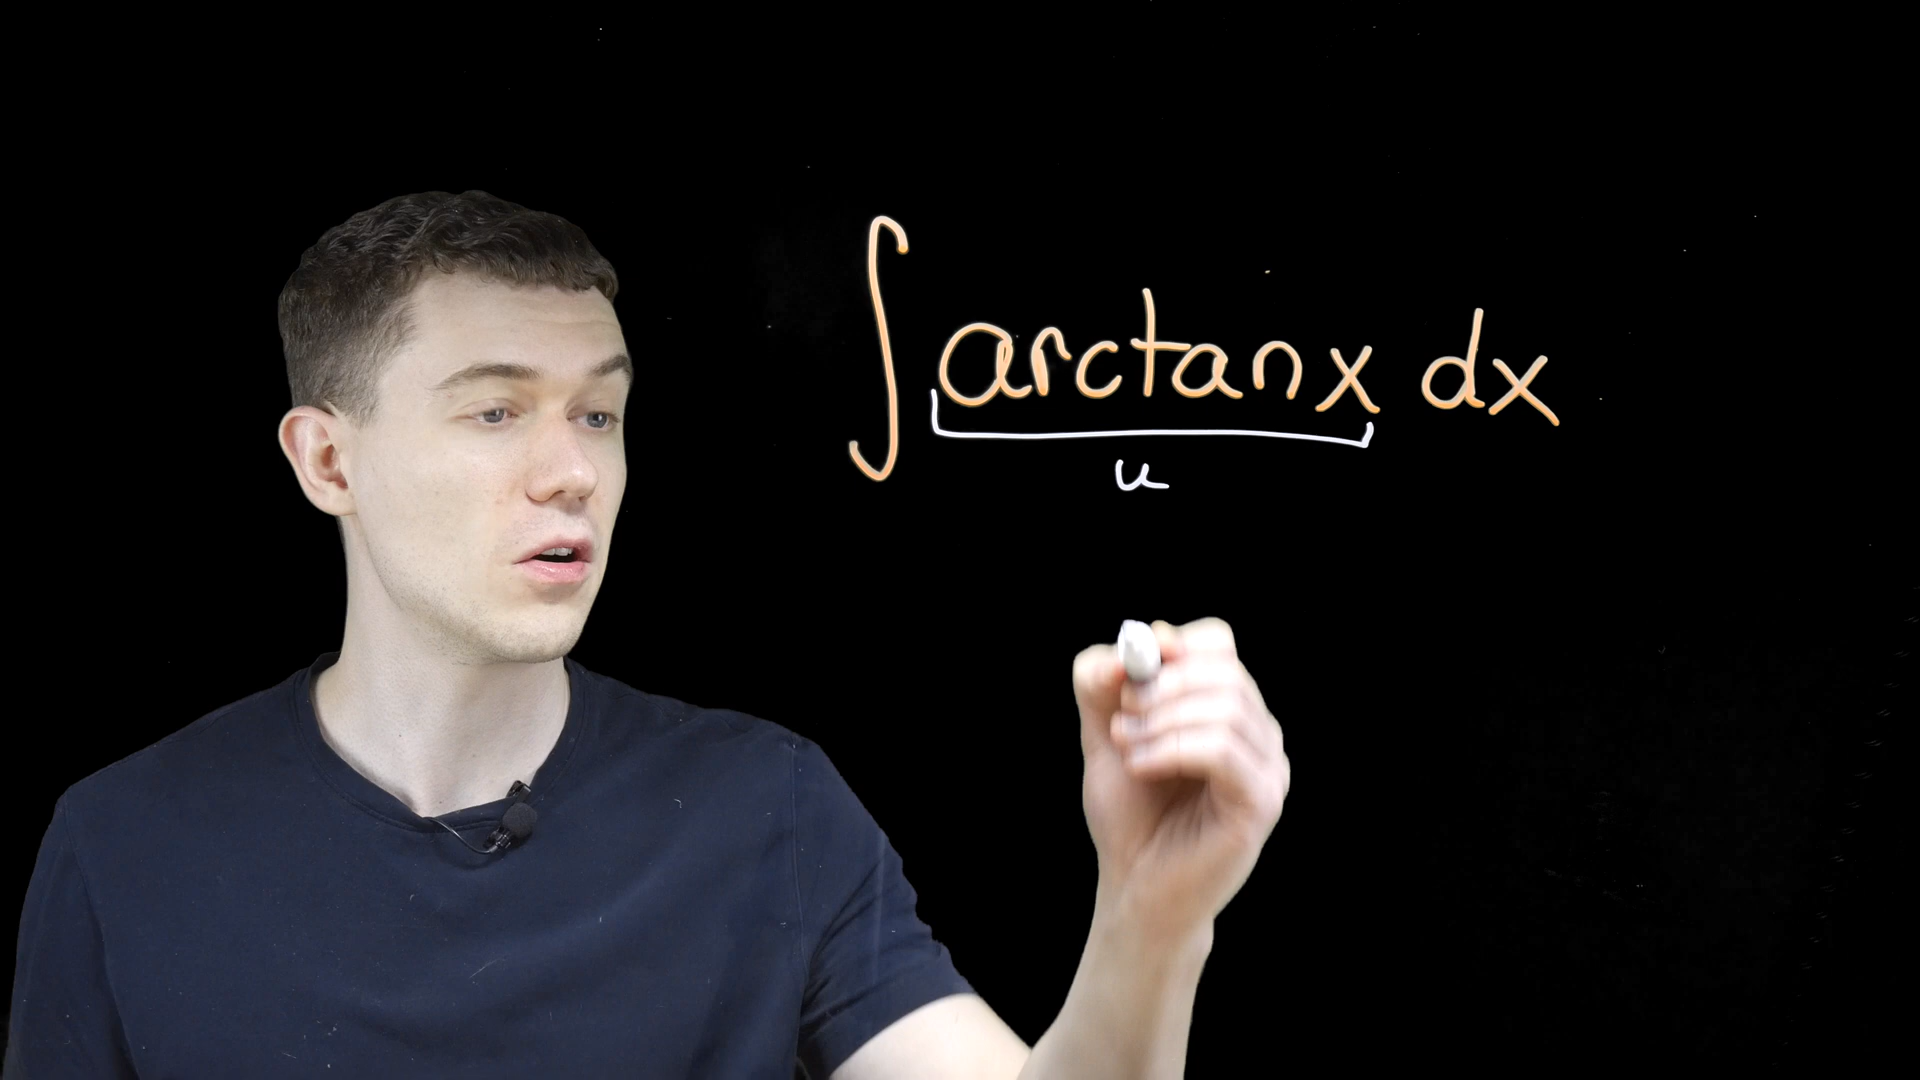 ∫ arctanx dx
u